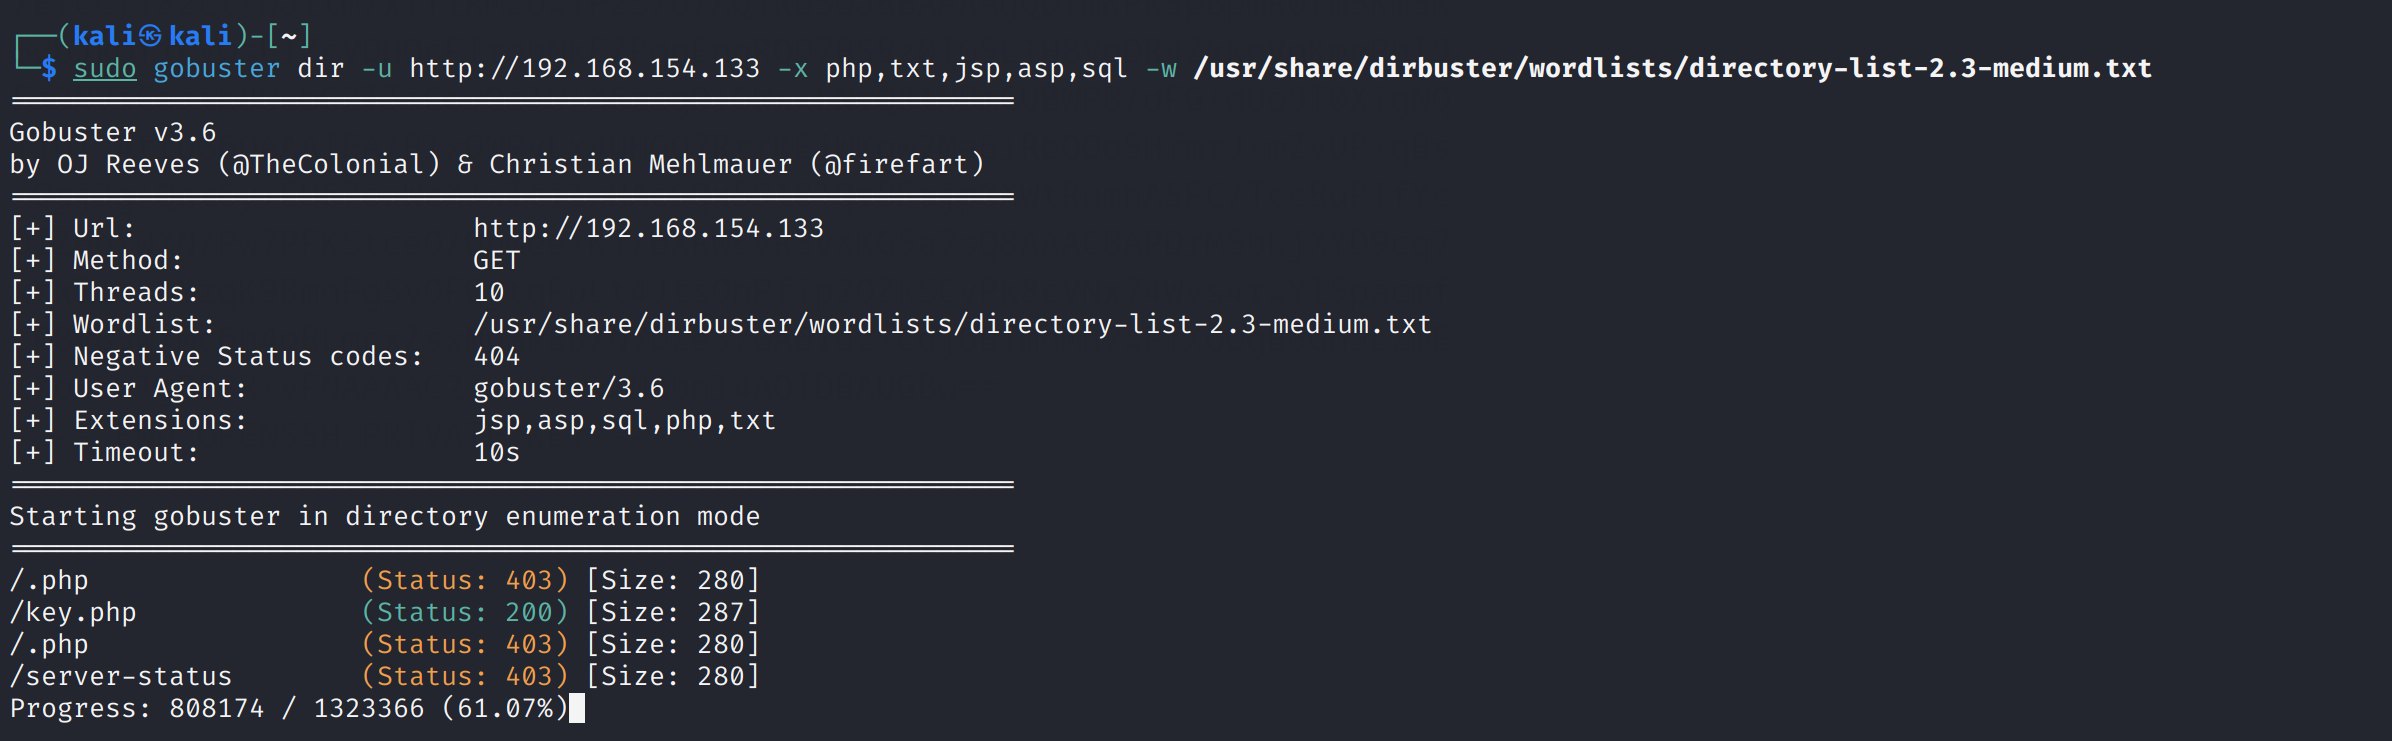 ┌──(kali㉿kali)-[~]
└─$ sudo gobuster dir -u http://192.168.154.133 -x php,txt,jsp,asp,sql -w /usr/share/dirbuster/wordlists/directory-list-2.3-medium.txt
===============================================================
Gobuster v3.6
by OJ Reeves (@TheColonial) & Christian Mehlmauer (@firefart)
===============================================================
[+] Url:                     http://192.168.154.133
[+] Method:                  GET
[+] Threads:                 10
[+] Wordlist:                /usr/share/dirbuster/wordlists/directory-list-2.3-medium.txt
[+] Negative Status codes:   404
[+] User Agent:              gobuster/3.6
[+] Extensions:              jsp,asp,sql,php,txt
[+] Timeout:                 10s
===============================================================
Starting gobuster in directory enumeration mode
===============================================================
/.php                 (Status: 403) [Size: 280]
/key.php              (Status: 200) [Size: 287]
/.php                 (Status: 403) [Size: 280]
/server-status        (Status: 403) [Size: 280]
Progress: 808174 / 1323366 (61.07%)